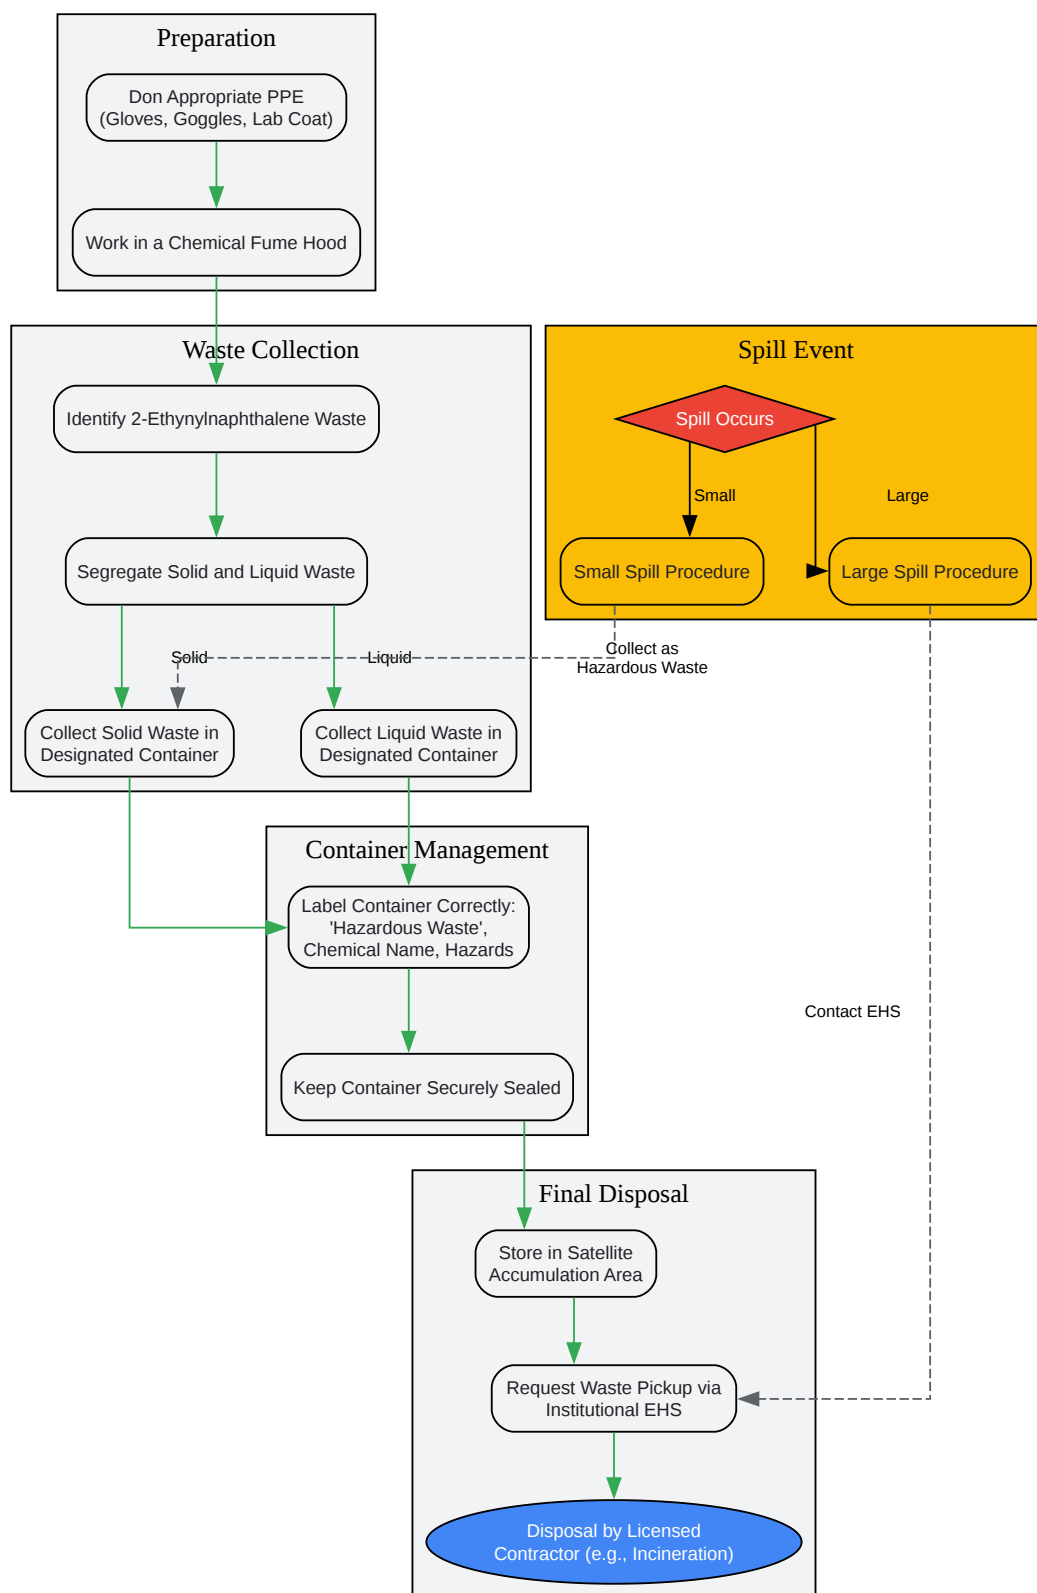 Preparation
Don Appropriate PPE
(Gloves, Goggles, Lab Coat)
Work in a Chemical Fume Hood
Waste Collection
Identify 2-Ethynylnaphthalene Waste
Segregate Solid and Liquid Waste
Solid
Liquid
Collect Solid Waste in
Designated Container
Collect Liquid Waste in
Designated Container
Spill Event
Spill Occurs
Small
Large
Small Spill Procedure
Large Spill Procedure
Collect as
Hazardous Waste
Container Management
Label Container Correctly:
'Hazardous Waste',
Chemical Name, Hazards
Keep Container Securely Sealed
Contact EHS
Final Disposal
Store in Satellite
Accumulation Area
Request Waste Pickup via
Institutional EHS
Disposal by Licensed
Contractor (e.g., Incineration)